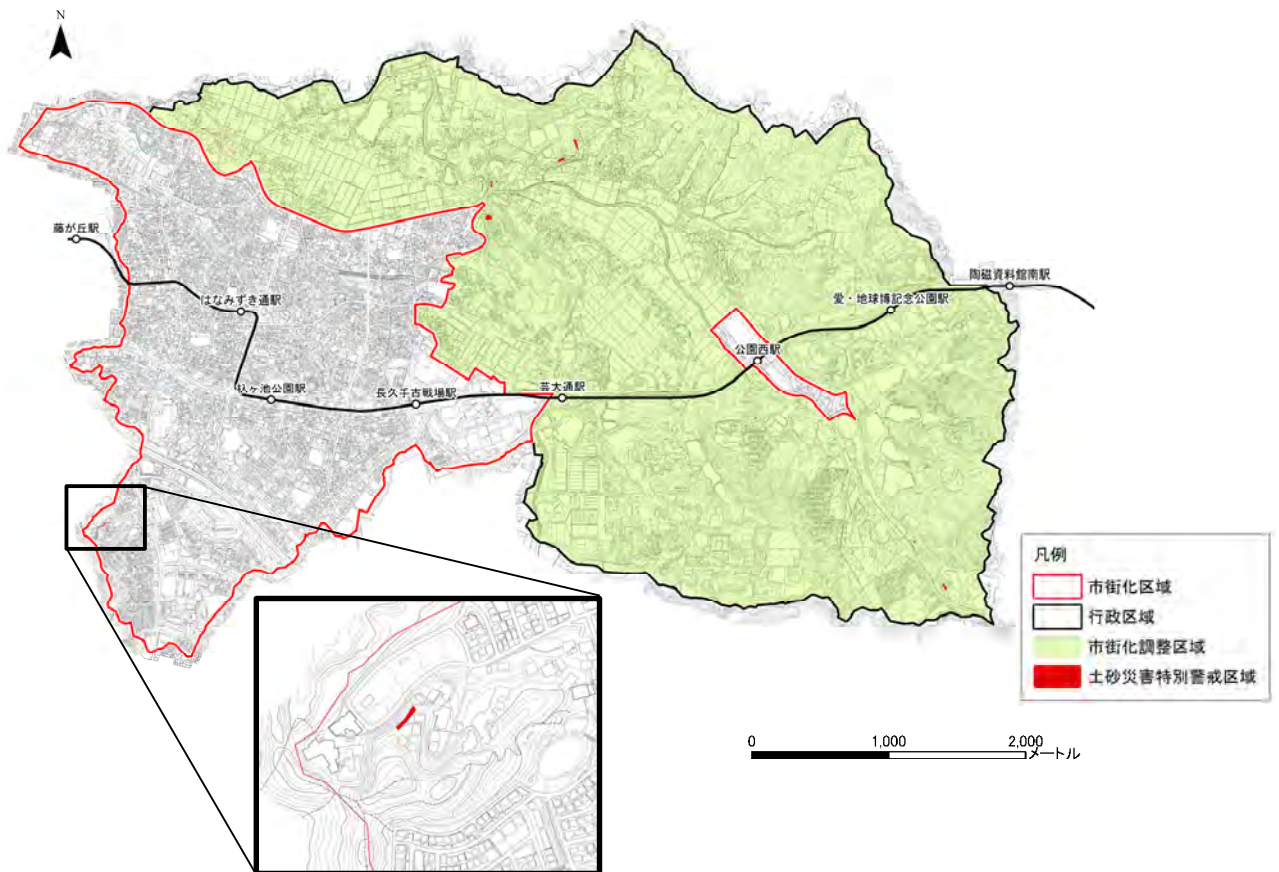 N
藤が丘駅
はなみずき通駅
杁ヶ池公園駅
長久手古戦場駅
芸大通駅
公園西駅
愛・地球博記念公園駅
陶磁資料館南駅
凡例
市街化区域
行政区域
市街化調整区域
土砂災害特別警戒区域
0 1,000 2,000
メートル